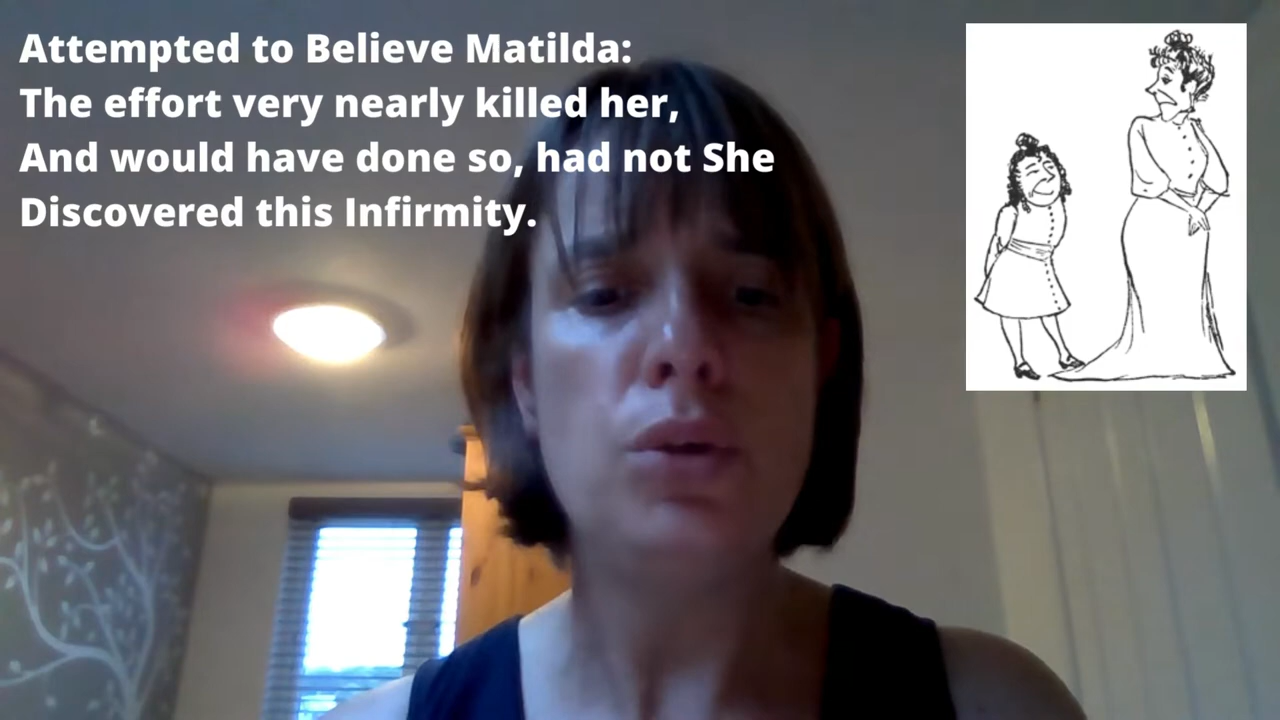 Attempted to Believe Matilda:
The effort very nearly killed her,
And would have done so, had not She
Discovered this Infirmity.